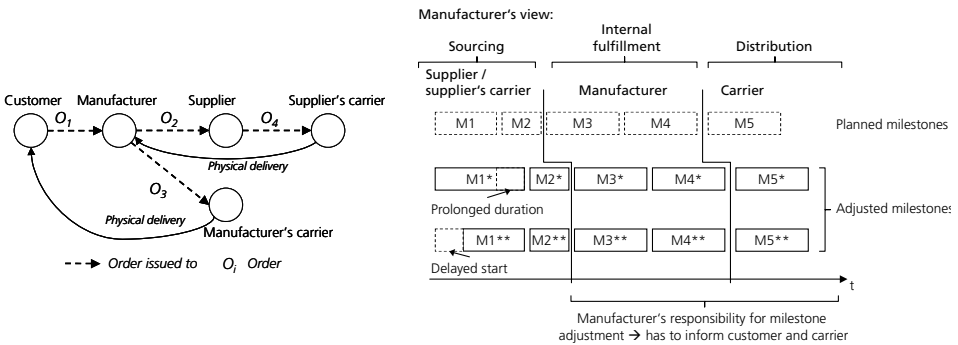 Customer
Manufacturer
Supplier
Supplier's carrier
O1
O2
O4
Physical delivery
O3
Physical delivery
Manufacturer's carrier
Order issued to
Oi Order
Manufacturer's view:
Internal
fulfillment
Sourcing
Distribution
Supplier /
supplier's carrier
Manufacturer
Carrier
M1
M2
M3
M4
M5
Planned milestones
M1*
M2*
M3*
M4*
M5*
Prolonged duration
Adjusted milestones
M1**
M2**
M3**
M4**
M5**
Delayed start
t
Manufacturer's responsibility for milestone
adjustment → has to inform customer and carrier